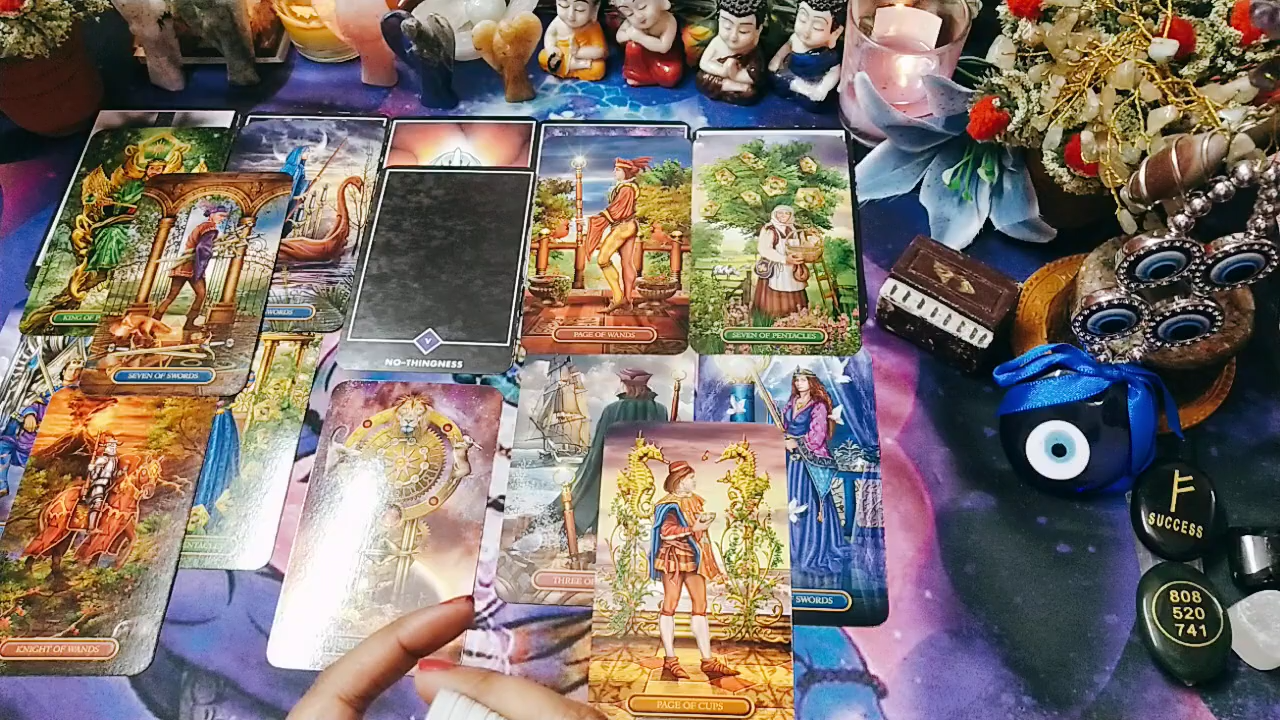 KING OF P
SWORDS
V
NO-THINGNESS
PAGE OF WANDS
SEVEN OF PENTACLES
SEVEN OF SWORDS
KNIGHT OF WANDS
THREE OF
SWORDS
PAGE OF CUPS
SUCCESS
808
520
741